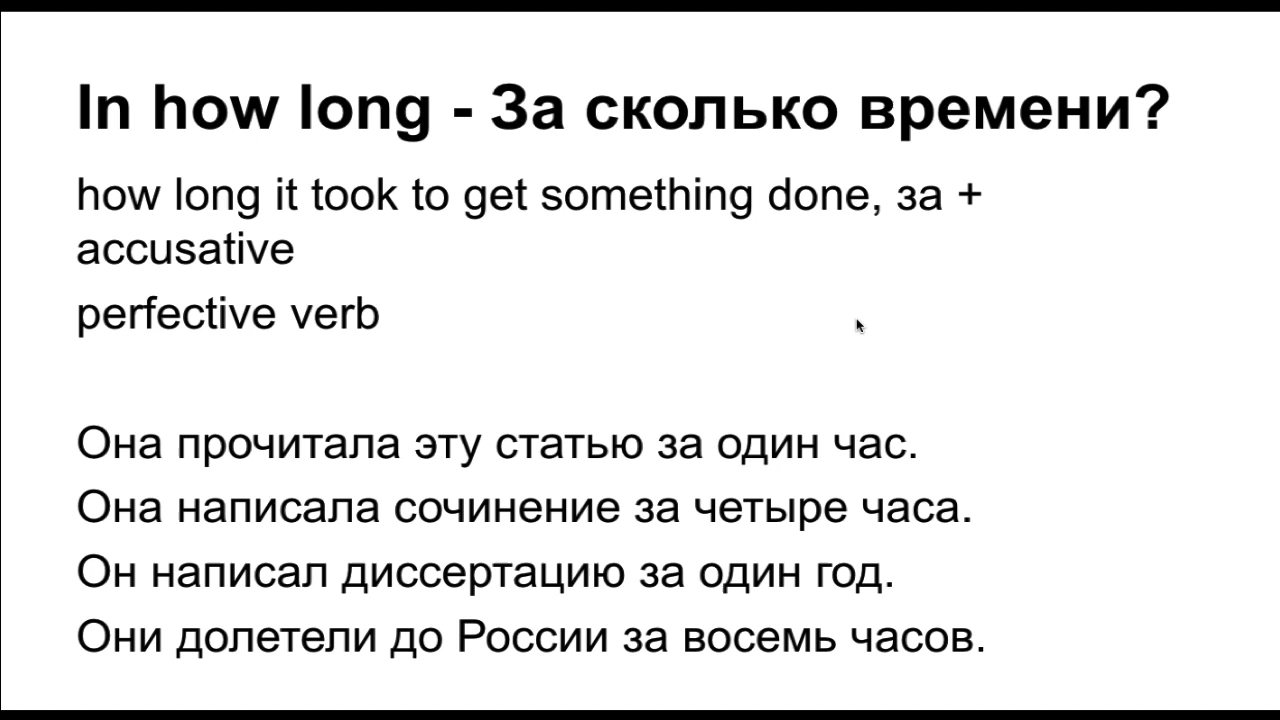 In how long - За сколько времени?
how long it took to get something done, за +
accusative
perfective verb
Она прочитала эту статью за один час.
Она написала сочинение за четыре часа.
Он написал диссертацию за один год.
Они долетели до России за восемь часов.